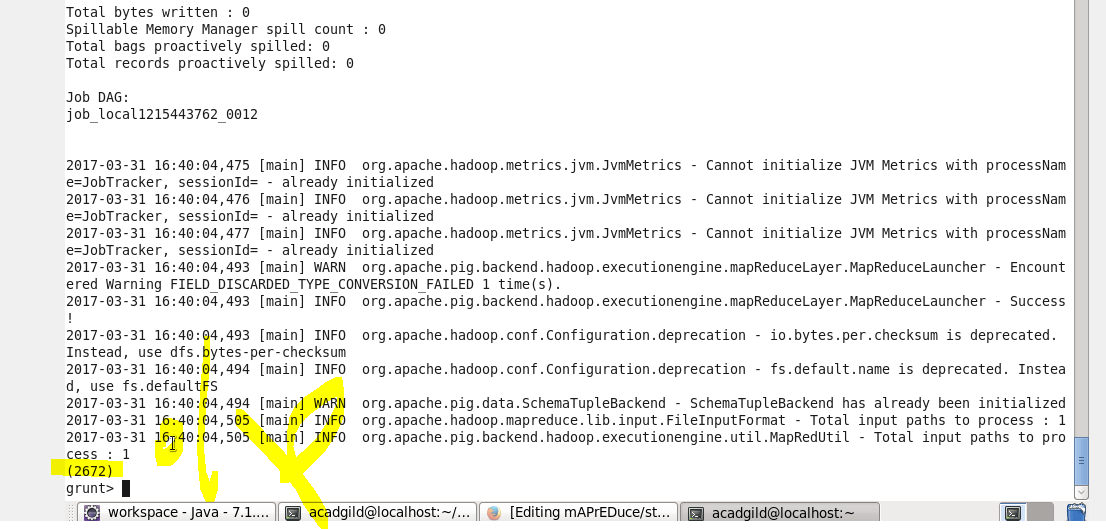 Total bytes written : 0
Spillable Memory Manager spill count : 0
Total bags proactively spilled: 0
Total records proactively spilled: 0
Job DAG:
job_local1215443762_0012
2017-03-31 16:40:04,475 [main] INFO  org.apache.hadoop.metrics.jvm.JvmMetrics - Cannot initialize JVM Metrics with processNam
e=JobTracker, sessionId= - already initialized
2017-03-31 16:40:04,476 [main] INFO  org.apache.hadoop.metrics.jvm.JvmMetrics - Cannot initialize JVM Metrics with processNam
e=JobTracker, sessionId= - already initialized
2017-03-31 16:40:04,477 [main] INFO  org.apache.hadoop.metrics.jvm.JvmMetrics - Cannot initialize JVM Metrics with processNam
e=JobTracker, sessionId= - already initialized
2017-03-31 16:40:04,493 [main] WARN  org.apache.pig.backend.hadoop.executionengine.mapReduceLayer.MapReduceLauncher - Encount
ered Warning FIELD_DISCARDED_TYPE_CONVERSION_FAILED 1 time(s).
2017-03-31 16:40:04,493 [main] INFO  org.apache.pig.backend.hadoop.executionengine.mapReduceLayer.MapReduceLauncher - Success
!
2017-03-31 16:40:04,493 [main] INFO  org.apache.hadoop.conf.Configuration.deprecation - io.bytes.per.checksum is deprecated.
Instead, use dfs.bytes-per-checksum
2017-03-31 16:40:04,494 [main] INFO  org.apache.hadoop.conf.Configuration.deprecation - fs.default.name is deprecated. Instea
d, use fs.defaultFS
2017-03-31 16:40:04,494 [main] WARN  org.apache.pig.data.SchemaTupleBackend - SchemaTupleBackend has already been initialized
2017-03-31 16:40:04,505 [main] INFO  org.apache.hadoop.mapreduce.lib.input.FileInputFormat - Total input paths to process : 1
2017-03-31 16:40:04,505 [main] INFO  org.apache.pig.backend.hadoop.executionengine.util.MapRedUtil - Total input paths to pro
cess : 1
(2672)
grunt>
workspace - Java - 7.1.... acadgild@localhost:~/... [Editing mAPrEDuce/st... acadgild@localhost:~